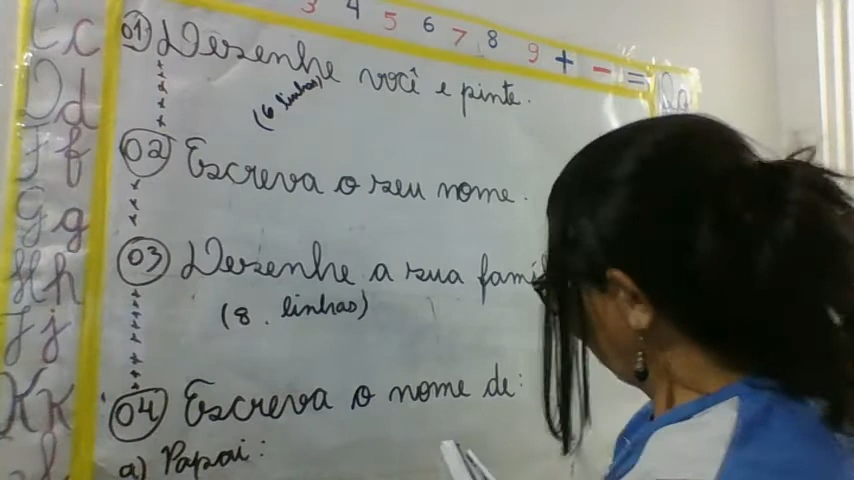 3 4 5 6 7 8 9 + - =
C c
D d
F f
G g
H h
J j
K k
01 Desenhe você e pinte.
(6 linhas)
02 Escreva o seu nome.
03 Desenhe a sua famí
(8. linhas)
04 Escreva o nome de:
a) Papai: